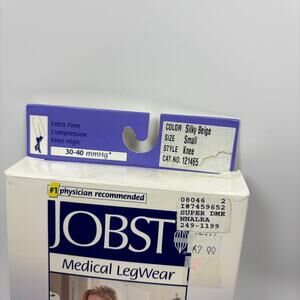 Extra Firm
Compression
Knee High
30-40 mmHg*
COLOR Silky Beige
SIZE Small
STYLE Knee
CAT.NO. 121465
#1 physician recommended
JOBST
Medical LegWear
08046 2
I#7459652
SUPER DME
NNALRA
249-1199